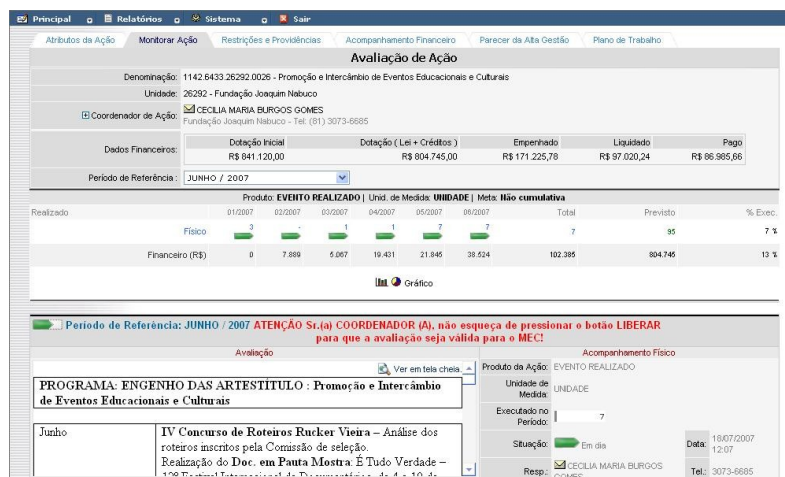 Principal Relatórios Sistema Sair
Atributos da Ação Monitorar Ação Restrições e Providências Acompanhamento Financeiro Parecer da Alta Gestão Plano de Trabalho
Avaliação de Ação
Denominação: 1142.6433.26292.0026 - Promoção e Intercâmbio de Eventos Educacionais e Culturais
Unidade: 26292 - Fundação Joaquim Nabuco
Coordenador de Ação: CECILIA MARIA BURGOS GOMES
Fundação Joaquim Nabuco - Tel: (81) 3073-6685
Dados Financeiros:
Dotação Inicial Dotação ( Lei + Créditos ) Empenhado Liquidado Pago
R$ 841.120,00 R$ 804.745,00 R$ 171.225,78 R$ 97.020,24 R$ 86.985,66
Período de Referência : JUNHO / 2007
Produto: EVENTO REALIZADO | Unid. de Medida: UNIDADE | Meta: Não cumulativa
Realizado 01/2007 02/2007 03/2007 04/2007 05/2007 06/2007 Total Previsto % Exec.
Físico 3 - 1 1 7 7 7 95 7 %
Financeiro (R$) 0 7.889 5.067 19.431 21.845 38.524 102.385 804.745 13 %
Gráfico
Período de Referência: JUNHO / 2007 ATENÇÃO Sr.(a) COORDENADOR (A), não esqueça de pressionar o botão LIBERAR
para que a avaliação seja válida para o MEC!
Avaliação
Ver em tela cheia.
PROGRAMA: ENGENHO DAS ARTESTÍTULO : Promoção e Intercâmbio
de Eventos Educacionais e Culturais
Junho IV Concurso de Roteiros Rucker Vieira – Análise dos
roteiros inscritos pela Comissão de seleção.
Realização do Doc. em Pauta Mostra: É Tudo Verdade –
12º Festival Internacional de Documentários, de 4 a 10 de
Acompanhamento Físico
Produto da Ação: EVENTO REALIZADO
Unidade de
Medida: UNIDADE
Executado no
Período: 7
Situação: Em dia Data: 18/07/2007
12:07
Resp.: CECILIA MARIA BURGOS
GOMES Tel.: 3073-6685